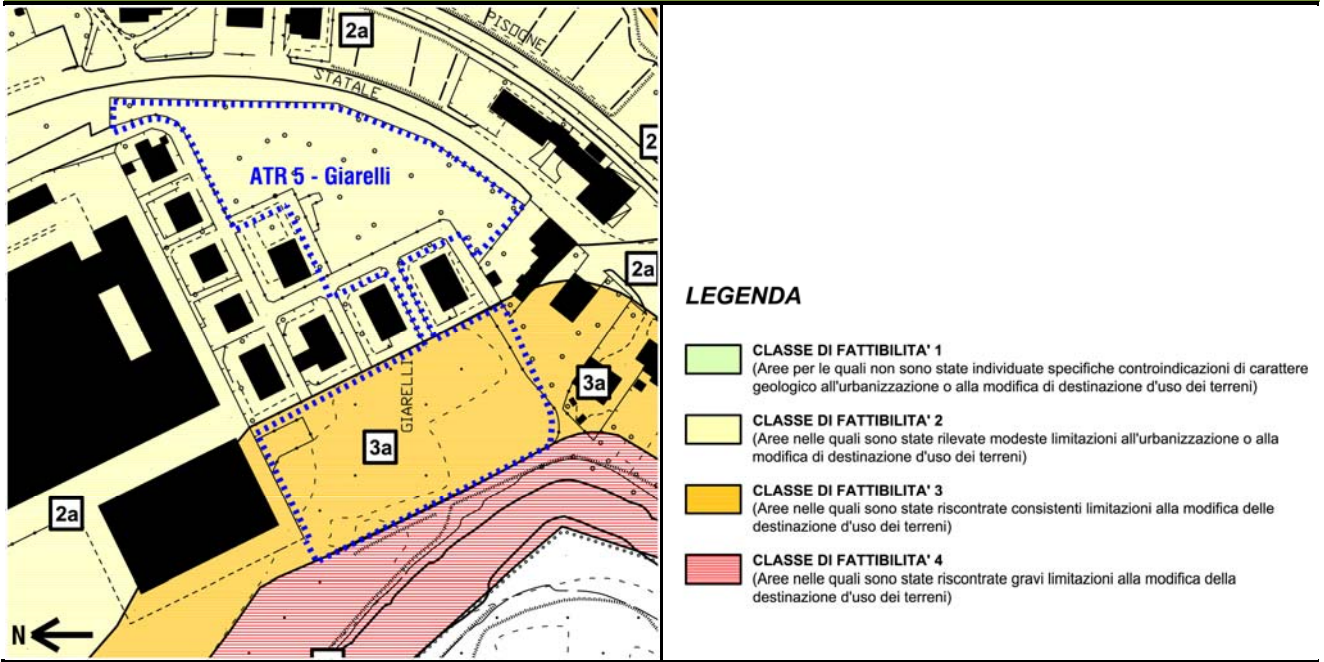 2a
PISOGNE
STATALE
ATR 5 - Giarelli
2a
GIARELLI
3a
3a
2a
N
LEGENDA
CLASSE DI FATTIBILITA' 1
(Aree per le quali non sono state individuate specifiche controindicazioni di carattere
geologico all'urbanizzazione o alla modifica di destinazione d'uso dei terreni)
CLASSE DI FATTIBILITA' 2
(Aree nelle quali sono state rilevate modeste limitazioni all'urbanizzazione o alla
modifica di destinazione d'uso dei terreni)
CLASSE DI FATTIBILITA' 3
(Aree nelle quali sono state riscontrate consistenti limitazioni alla modifica delle
destinazione d'uso dei terreni)
CLASSE DI FATTIBILITA' 4
(Aree nelle quali sono state riscontrate gravi limitazioni alla modifica della
destinazione d'uso dei terreni)